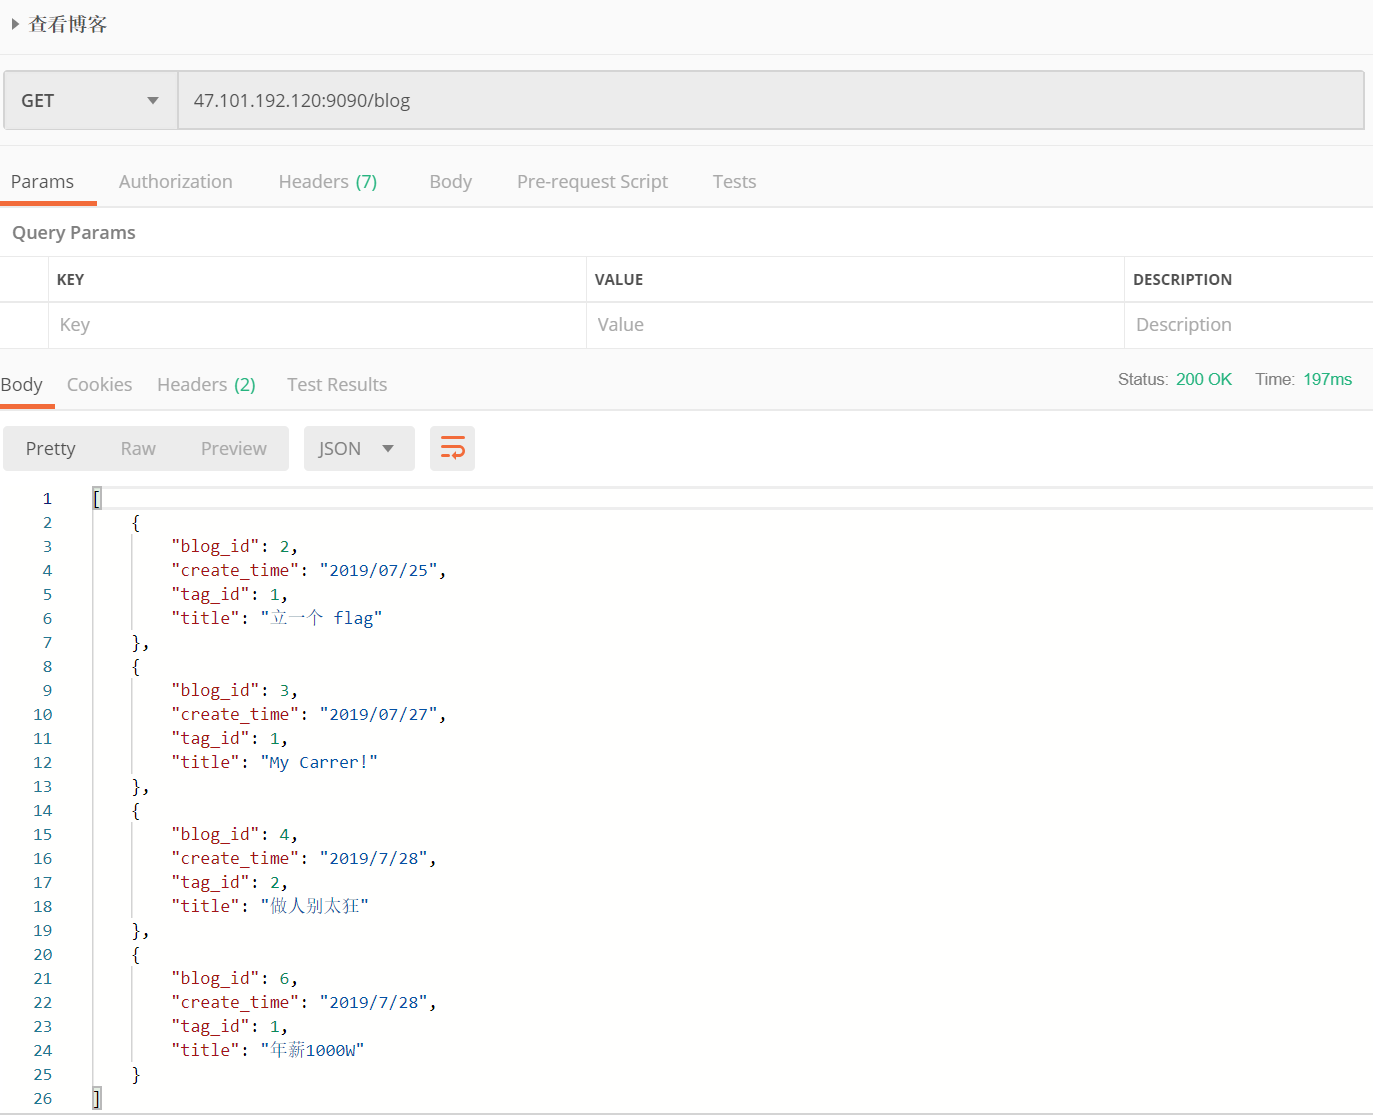 查看博客
GET 47.101.192.120:9090/blog
Params Authorization Headers (7) Body Pre-request Script Tests
Query Params
KEY VALUE DESCRIPTION
Key Value Description
Body Cookies Headers (2) Test Results Status: 200 OK Time: 197ms
Pretty Raw Preview JSON
1 [
2 {
3 "blog_id": 2,
4 "create_time": "2019/07/25",
5 "tag_id": 1,
6 "title": "立一个 flag"
7 },
8 {
9 "blog_id": 3,
10 "create_time": "2019/07/27",
11 "tag_id": 1,
12 "title": "My Carrer!"
13 },
14 {
15 "blog_id": 4,
16 "create_time": "2019/7/28",
17 "tag_id": 2,
18 "title": "做人别太狂"
19 },
20 {
21 "blog_id": 6,
22 "create_time": "2019/7/28",
23 "tag_id": 1,
24 "title": "年薪1000W"
25 }
26 ]